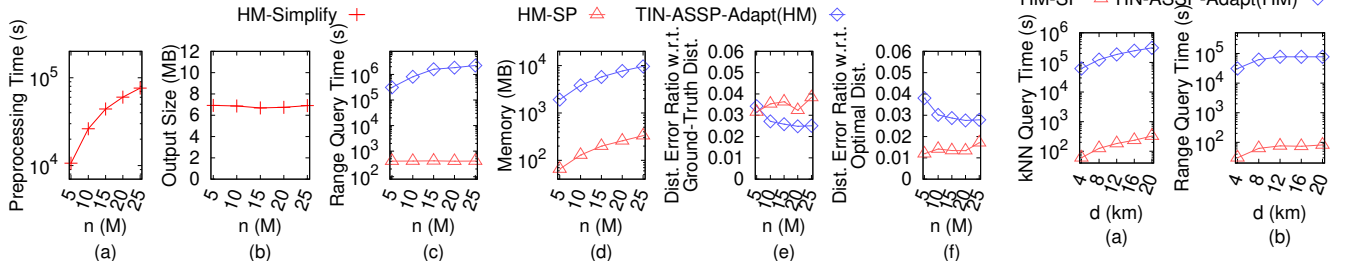 HM-Simplify
HM-SP
TIN-ASSP-Adapt(HM)
Preprocessing Time (s)
10^5
10^4
5 10 15 20 25
n (M)
(a)
Output Size (MB)
12
10
8
6
4
2
0
5 10 15 20 25
n (M)
(b)
Range Query Time (s)
10^6
10^5
10^4
10^3
10^2
5 10 15 20 25
n (M)
(c)
Memory (MB)
10^4
10^3
10^2
5 10 15 20 25
n (M)
(d)
Dist. Error Ratio w.r.t.
Ground-Truth Dist.
0.06
0.05
0.04
0.03
0.02
0.01
0
5 10 15 20 25
n (M)
(e)
Dist. Error Ratio w.r.t.
Optimal Dist.
0.06
0.05
0.04
0.03
0.02
0.01
0
5 10 15 20 25
n (M)
(f)
HM-SP
TIN-ASSP-Adapt(HM)
kNN Query Time (s)
10^6
10^5
10^4
10^3
10^2
4 8 12 16 20
d (km)
(a)
Range Query Time (s)
10^5
10^4
10^3
10^2
4 8 12 16 20
d (km)
(b)